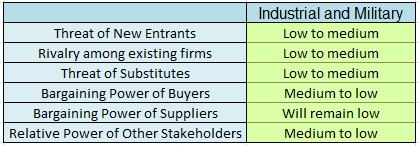 Industrial and Military
Threat of New Entrants Low to medium
Rivalry among existing firms Low to medium
Threat of Substitutes Low to medium
Bargaining Power of Buyers Medium to low
Bargaining Power of Suppliers Will remain low
Relative Power of Other Stakeholders Medium to low